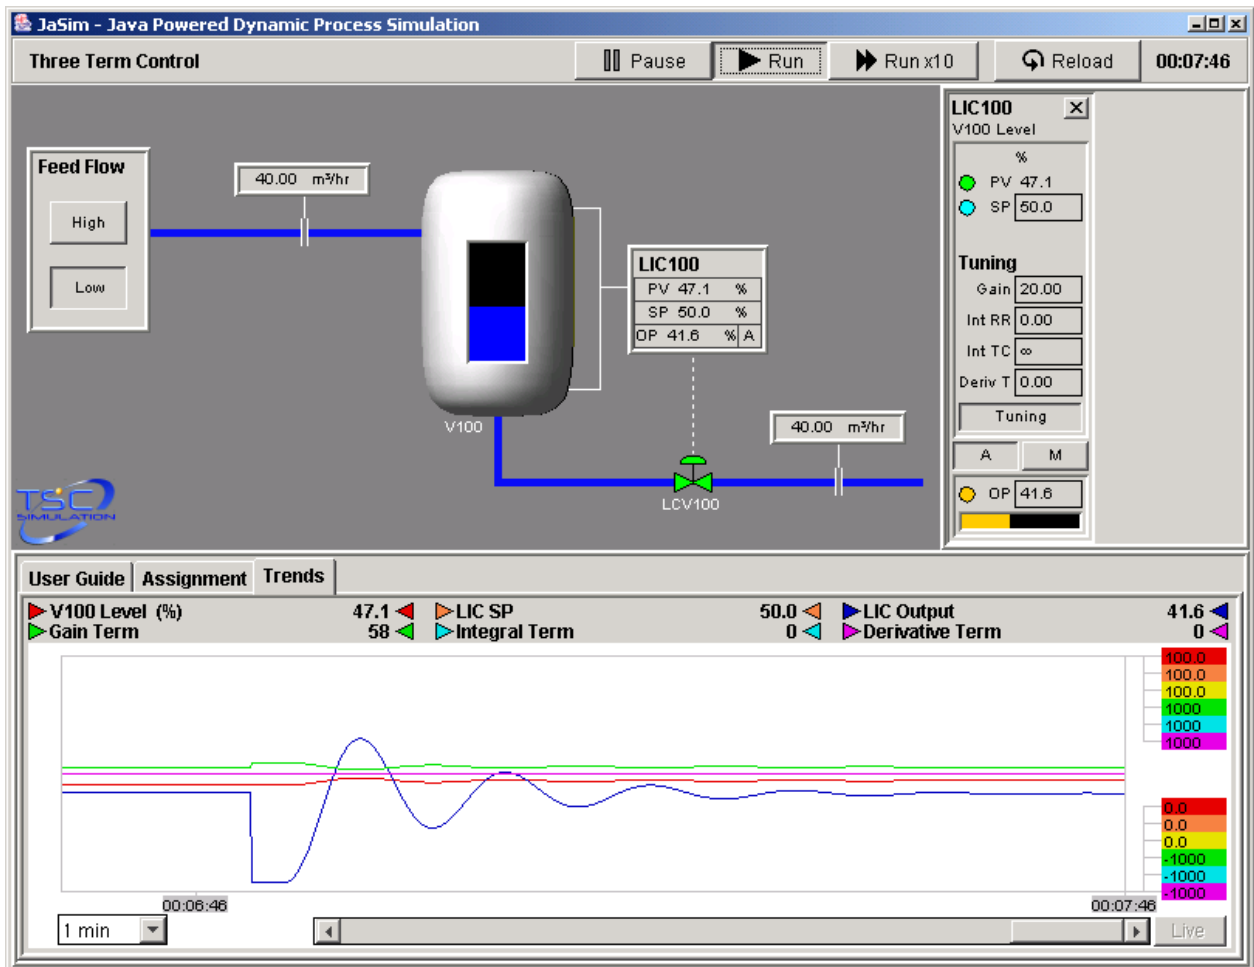 JaSim - Java Powered Dynamic Process Simulation
Three Term Control
Pause
Run
Run x10
Reload
00:07:46
Feed Flow
High
Low
40.00 m³/hr
V100
LIC100
PV 47.1 %
SP 50.0 %
OP 41.6 % A
40.00 m³/hr
LCV100
TSC
SIMULATION
LIC100
V100 Level
%
PV 47.1
SP 50.0
Tuning
Gain 20.00
Int RR 0.00
Int TC ∞
Deriv T 0.00
Tuning
A M
OP 41.6
User Guide Assignment Trends
V100 Level (%) 47.1 LIC SP 50.0 LIC Output 41.6
Gain Term 58 Integral Term 0 Derivative Term 0
100.0
100.0
100.0
1000
1000
1000
0.0
0.0
0.0
-1000
-1000
-1000
00:06:46 00:07:46
1 min
Live